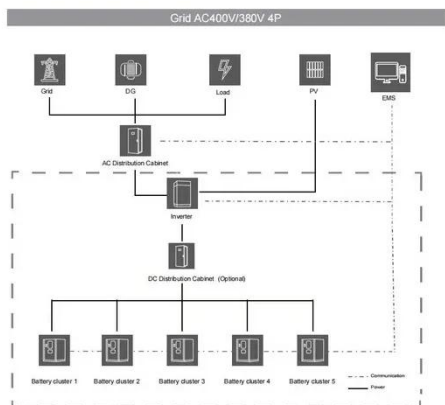 Grid AC400V/380V 4P
Grid
DG
Load
PV
EMS
AC Distribution Cabinet
Inverter
DC Distribution Cabinet (Optional)
Battery cluster 1
Battery cluster 2
Battery cluster 3
Battery cluster 4
Battery cluster 5
Communication
Power